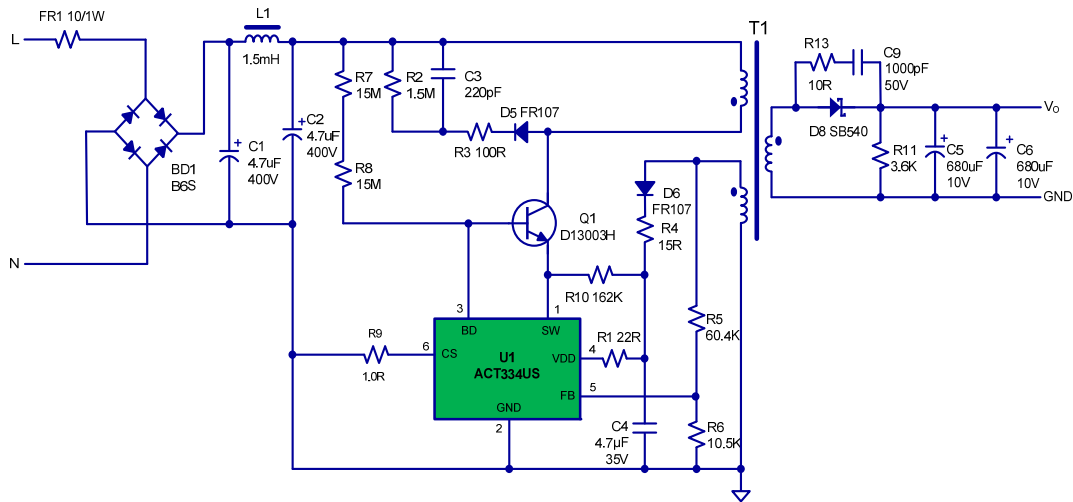 FR1 10/1W
L
L1
1.5mH
T1
R13
10R
C9
1000pF
50V
R7
15M
R2
1.5M
C3
220pF
D5 FR107
R3 100R
D8 SB540
VO
C1
4.7uF
400V
C2
4.7uF
400V
BD1
B6S
R8
15M
R11
3.6K
C5
680uF
10V
C6
680uF
10V
GND
D6
FR107
R4
15R
Q1
D13003H
N
R10 162K
3
1
BD
SW
R9
1.0R
6
CS
U1
ACT334US
VDD
4
R1 22R
R5
60.4K
FB
5
GND
2
C4
4.7µF
35V
R6
10.5K